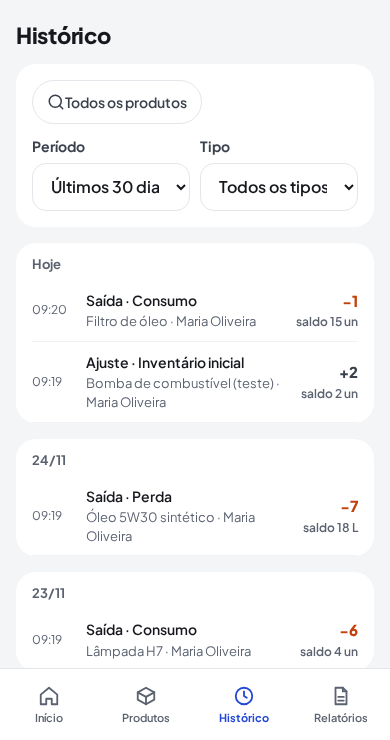 Histórico
Todos os produtos
Período
Tipo
Últimos 30 dia
Todos os tipos
Hoje
09:20
Saída · Consumo
Filtro de óleo · Maria Oliveira
-1
saldo 15 un
09:19
Ajuste · Inventário inicial
Bomba de combustível (teste) ·
Maria Oliveira
+2
saldo 2 un
24/11
09:19
Saída · Perda
Óleo 5W30 sintético · Maria
Oliveira
-7
saldo 18 L
23/11
09:19
Saída · Consumo
Lâmpada H7 · Maria Oliveira
-6
saldo 4 un
Início
Produtos
Histórico
Relatórios